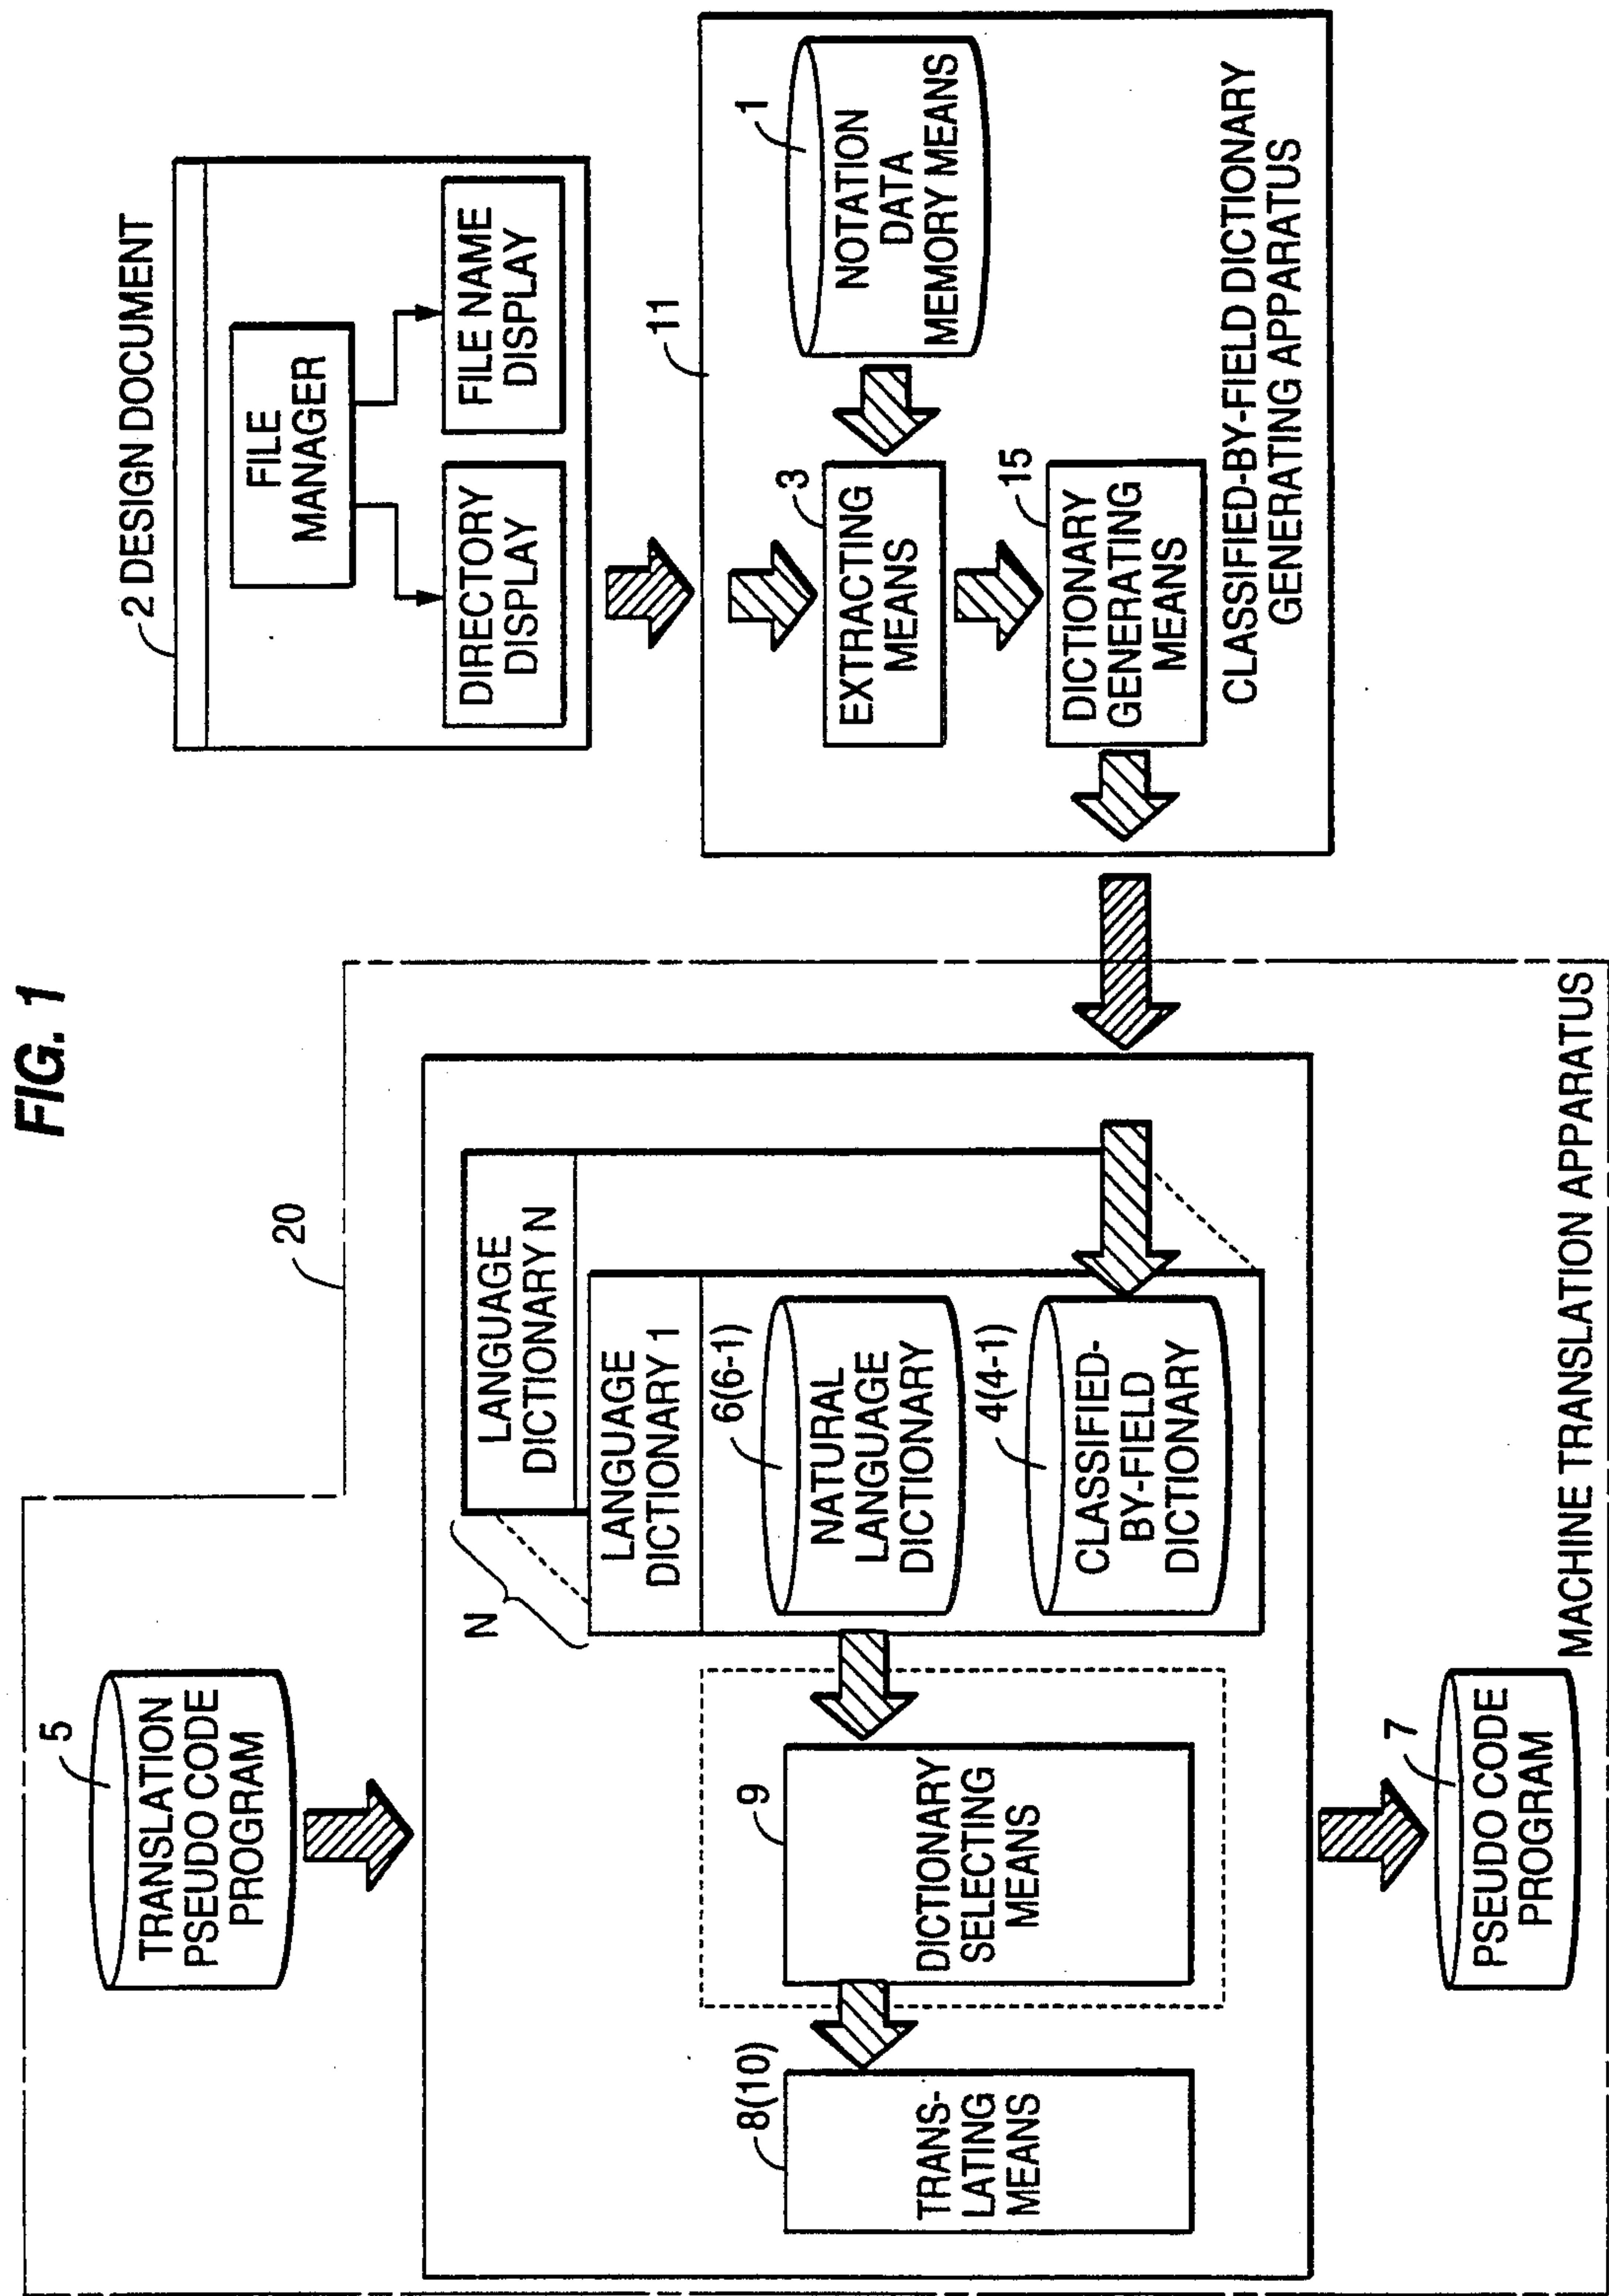 FIG. 1
2 DESIGN DOCUMENT
FILE
MANAGER
DIRECTORY
DISPLAY
FILE NAME
DISPLAY
11
1
NOTATION
DATA
MEMORY MEANS
3
EXTRACTING
MEANS
15
DICTIONARY
GENERATING
MEANS
CLASSIFIED-BY-FIELD DICTIONARY
GENERATING APPARATUS
20
5
TRANSLATION
PSEUDO CODE
PROGRAM
N
LANGUAGE
DICTIONARY N
LANGUAGE
DICTIONARY 1
6(6-1)
NATURAL
LANGUAGE
DICTIONARY
4(4-1)
CLASSIFIED-
BY-FIELD
DICTIONARY
9
DICTIONARY
SELECTING
MEANS
8(10)
TRANS-
LATING
MEANS
7
PSEUDO CODE
PROGRAM
MACHINE TRANSLATION APPARATUS